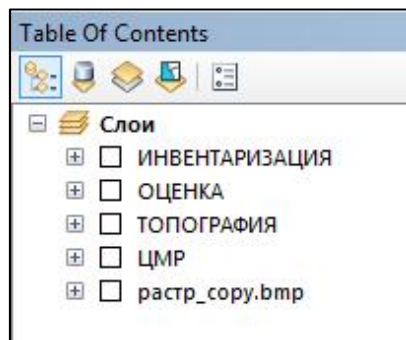 Table Of Contents
Слои
ИНВЕНТАРИЗАЦИЯ
ОЦЕНКА
ТОПОГРАФИЯ
ЦМР
растр_copy.bmp